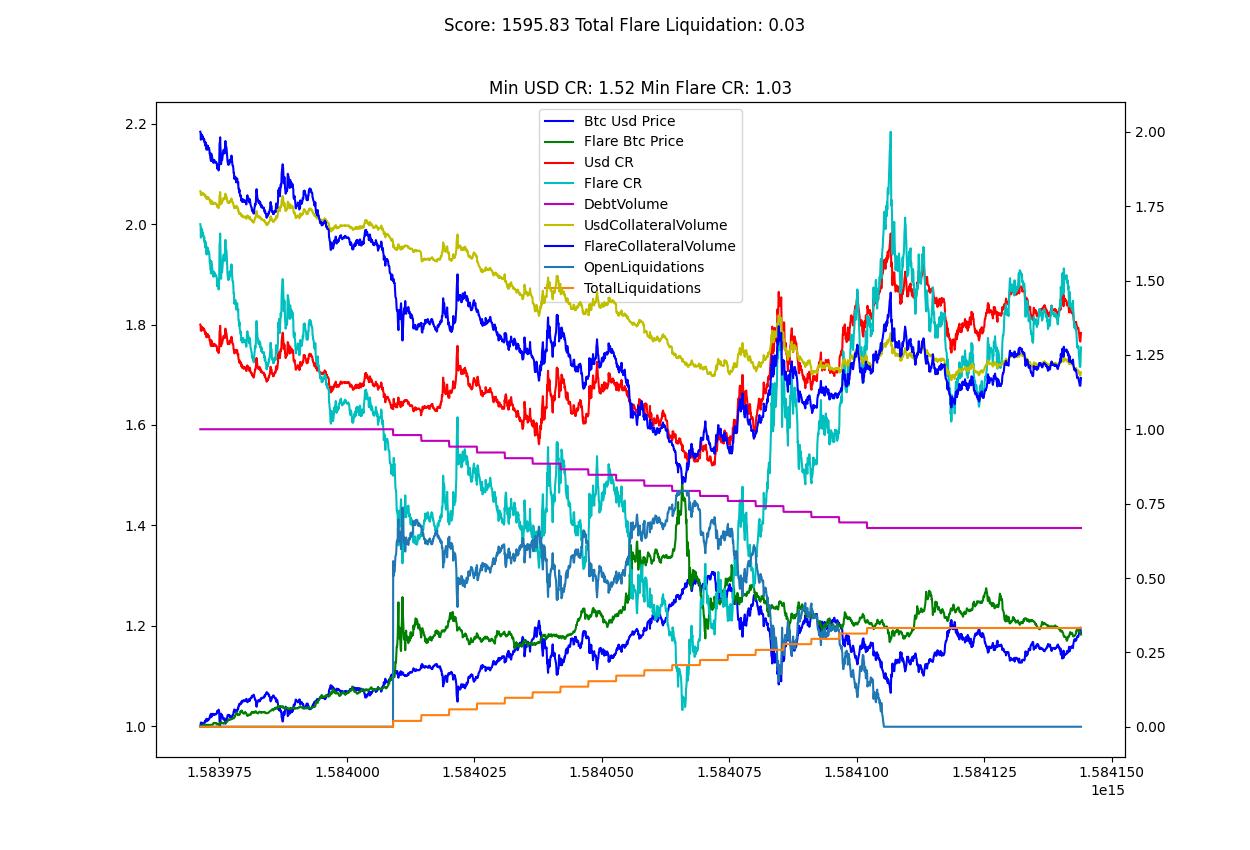 Score: 1595.83 Total Flare Liquidation: 0.03
Min USD CR: 1.52 Min Flare CR: 1.03
2.2
2.0
1.8
1.6
1.4
1.2
1.0
Btc Usd Price
Flare Btc Price
Usd CR
Flare CR
DebtVolume
UsdCollateralVolume
FlareCollateralVolume
OpenLiquidations
TotalLiquidations
2.00
1.75
1.50
1.25
1.00
0.75
0.50
0.25
0.00
1.583975 1.584000 1.584025 1.584050 1.584075 1.584100 1.584125 1.584150
1e15